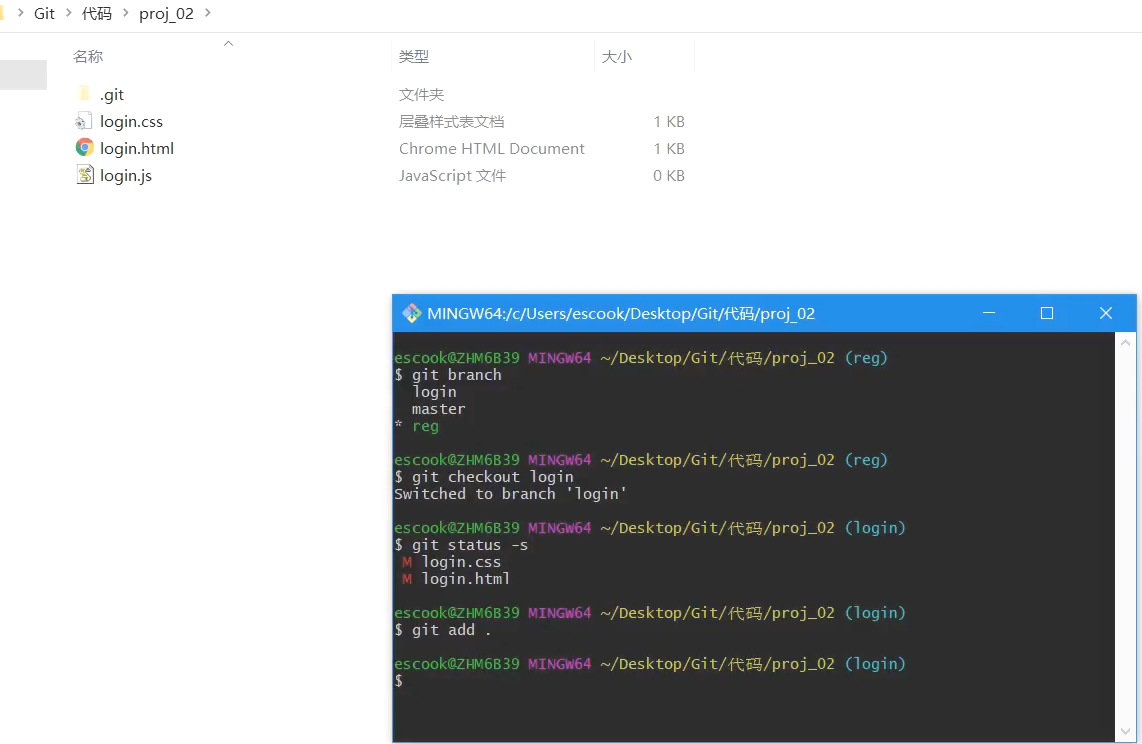 Git > 代码 > proj_02 >
名称 类型 大小
.git 文件夹
login.css 层叠样式表文档 1 KB
login.html Chrome HTML Document 1 KB
login.js JavaScript 文件 0 KB
MINGW64:/c/Users/escook/Desktop/Git/代码/proj_02
escook@ZHM6B39 MINGW64 ~/Desktop/Git/代码/proj_02 (reg)
$ git branch
login
master
* reg
escook@ZHM6B39 MINGW64 ~/Desktop/Git/代码/proj_02 (reg)
$ git checkout login
Switched to branch 'login'
escook@ZHM6B39 MINGW64 ~/Desktop/Git/代码/proj_02 (login)
$ git status -s
M login.css
M login.html
escook@ZHM6B39 MINGW64 ~/Desktop/Git/代码/proj_02 (login)
$ git add .
escook@ZHM6B39 MINGW64 ~/Desktop/Git/代码/proj_02 (login)
$